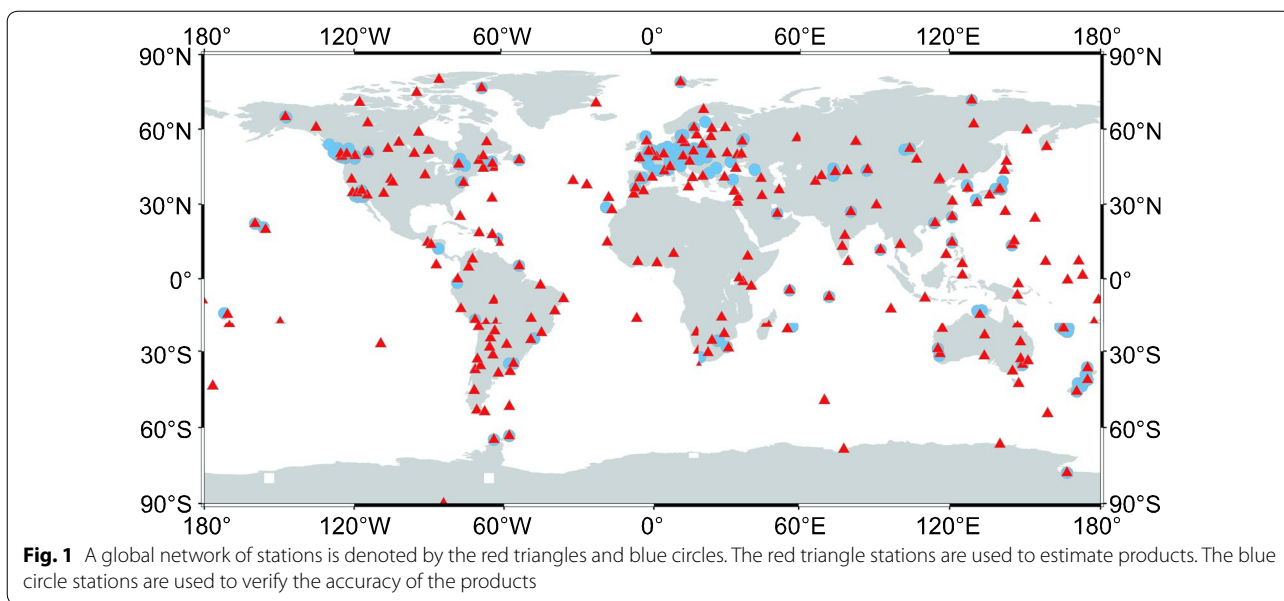 180° 120°W 60°W 0° 60°E 120°E 180°
90°N 90°N
60°N 60°N
30°N 30°N
0° 0°
30°S 30°S
60°S 60°S
90°S 90°S
180° 120°W 60°W 0° 60°E 120°E 180°
Fig. 1 A global network of stations is denoted by the red triangles and blue circles. The red triangle stations are used to estimate products. The blue
circle stations are used to verify the accuracy of the products